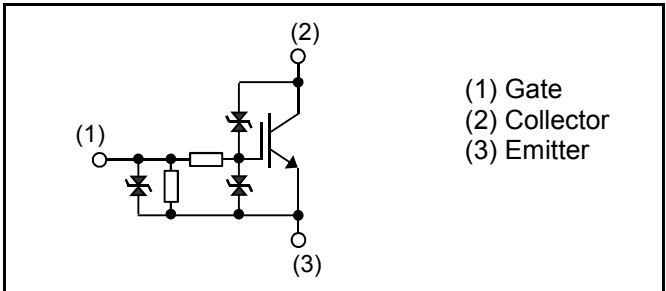 (2)
(1)
(3)
(1) Gate
(2) Collector
(3) Emitter